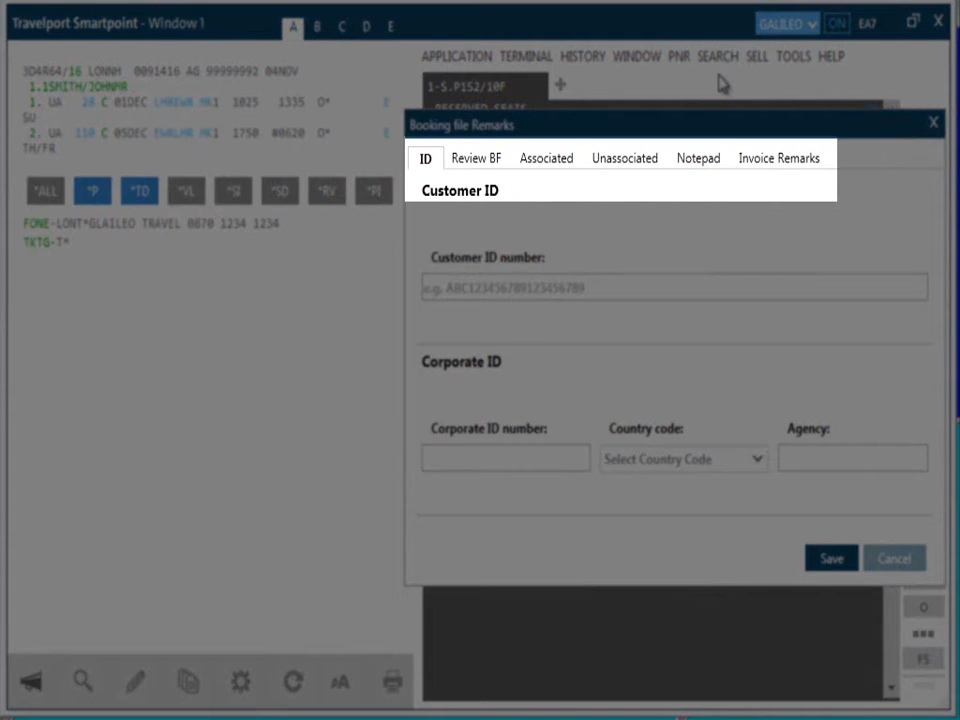 Travelport Smartpoint - Window 1
A B C D E
GALILEO ON EA7 X
APPLICATION TERMINAL HISTORY WINDOW PNR SEARCH SELL TOOLS HELP
3D4R64/16 LONNH 0091416 AG 99999992 04NOV
1.1SMITH/JOHNMR
1. UA 28 C 01DEC LHREWR HK1 1025 1335 O* E
SU
2. UA 110 C 05DEC EWRLHR HK1 1750 #0620 O* E
TH/FR
*ALL *P *TD *VL *SI *SD *RV *PI
FONE-LONT*GLAILEO TRAVEL 0870 1234 1234
TKTG-T*
1-S.P1S2/10F +
RESERVED SEATS
Booking file Remarks X
ID Review BF Associated Unassociated Notepad Invoice Remarks
Customer ID
Customer ID number:
e.g. ABC123456789123456789
Corporate ID
Corporate ID number: Country code: Agency:
Select Country Code
Save Cancel
F5
AA